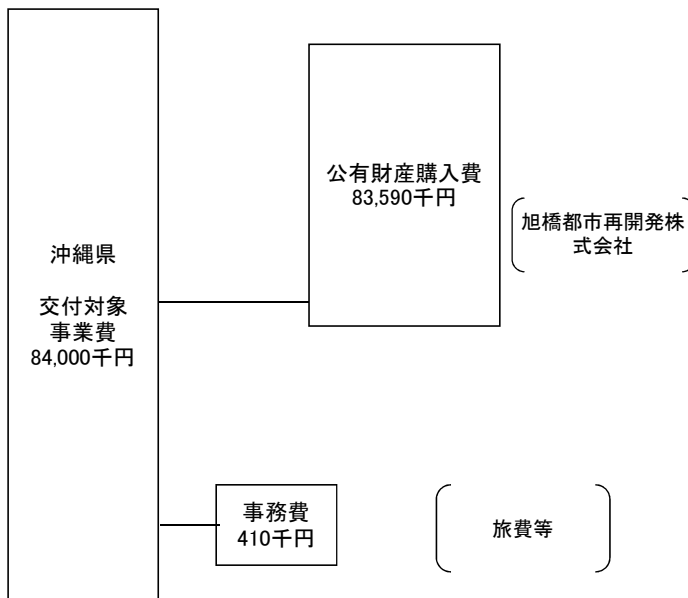 沖縄県
交付対象
事業費
84,000千円
公有財産購入費
83,590千円
旭橋都市再開発株
式会社
事務費
410千円
旅費等